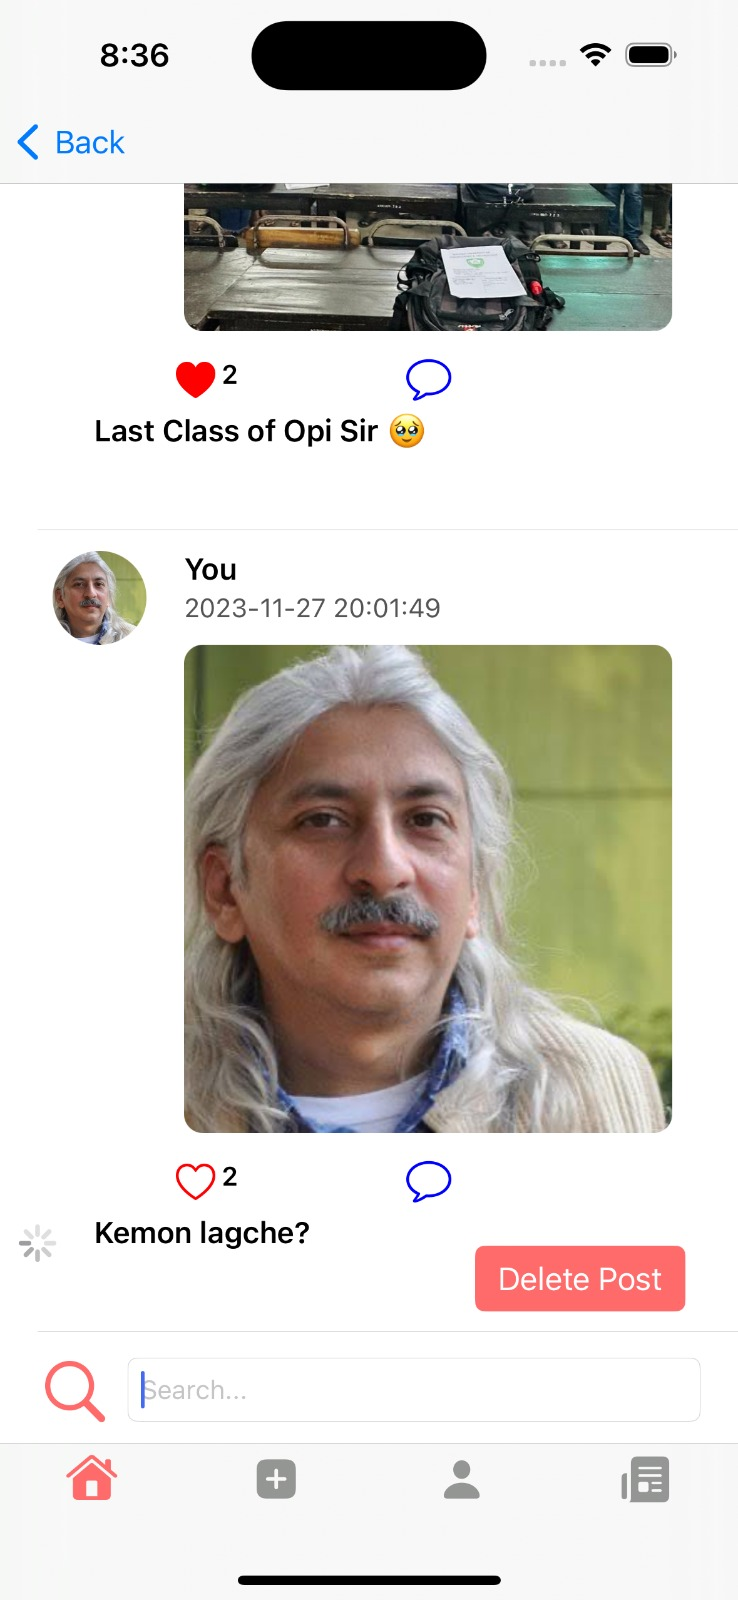 8:36
Back
2
Last Class of Opi Sir 🥹
You
2023-11-27 20:01:49
2
Kemon lagche?
Delete Post
Search...